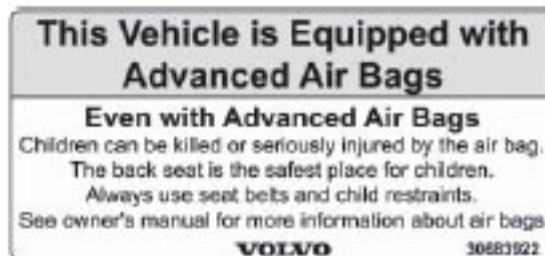 This Vehicle is Equipped with
Advanced Air Bags
Even with Advanced Air Bags
Children can be killed or seriously injured by the air bag.
The back seat is the safest place for children.
Always use seat belts and child restraints.
See owner's manual for more information about air bags
VOLVO 30683922